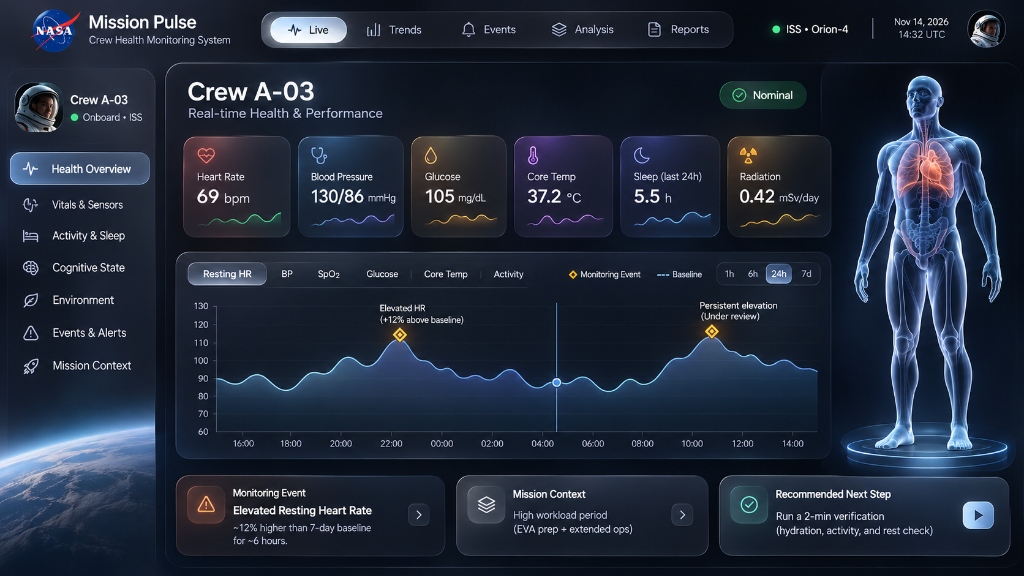 NASA
Mission Pulse
Crew Health Monitoring System
Live
Trends
Events
Analysis
Reports
ISS • Orion-4
Nov 14, 2026
14:32 UTC
Crew A-03
Onboard • ISS
Health Overview
Vitals & Sensors
Activity & Sleep
Cognitive State
Environment
Events & Alerts
Mission Context
Crew A-03
Real-time Health & Performance
Nominal
Heart Rate
69 bpm
Blood Pressure
130/86 mmHg
Glucose
105 mg/dL
Core Temp
37.2 °C
Sleep (last 24h)
5.5 h
Radiation
0.42 mSv/day
Resting HR
BP
SpO₂
Glucose
Core Temp
Activity
Monitoring Event
Baseline
1h
6h
24h
7d
130
120
110
100
90
80
70
60
Elevated HR
(+12% above baseline)
Persistent elevation
(Under review)
16:00
18:00
20:00
22:00
00:00
02:00
04:00
06:00
08:00
10:00
12:00
14:00
Monitoring Event
Elevated Resting Heart Rate
~12% higher than 7-day baseline
for ~6 hours.
Mission Context
High workload period
(EVA prep + extended ops)
Recommended Next Step
Run a 2-min verification
(hydration, activity, and rest check)